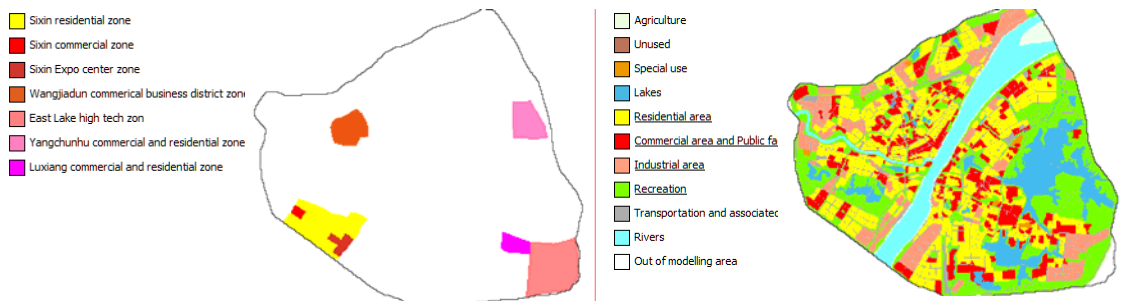 Sixin residential zone
Sixin commercial zone
Sixin Expo center zone
Wangjiadun commerical business district zone
East Lake high tech zon
Yangchunhu commercial and residential zone
Luxiang commercial and residential zone
Agriculture
Unused
Special use
Lakes
Residential area
Commercial area and Public fa
Industrial area
Recreation
Transportation and associated
Rivers
Out of modelling area